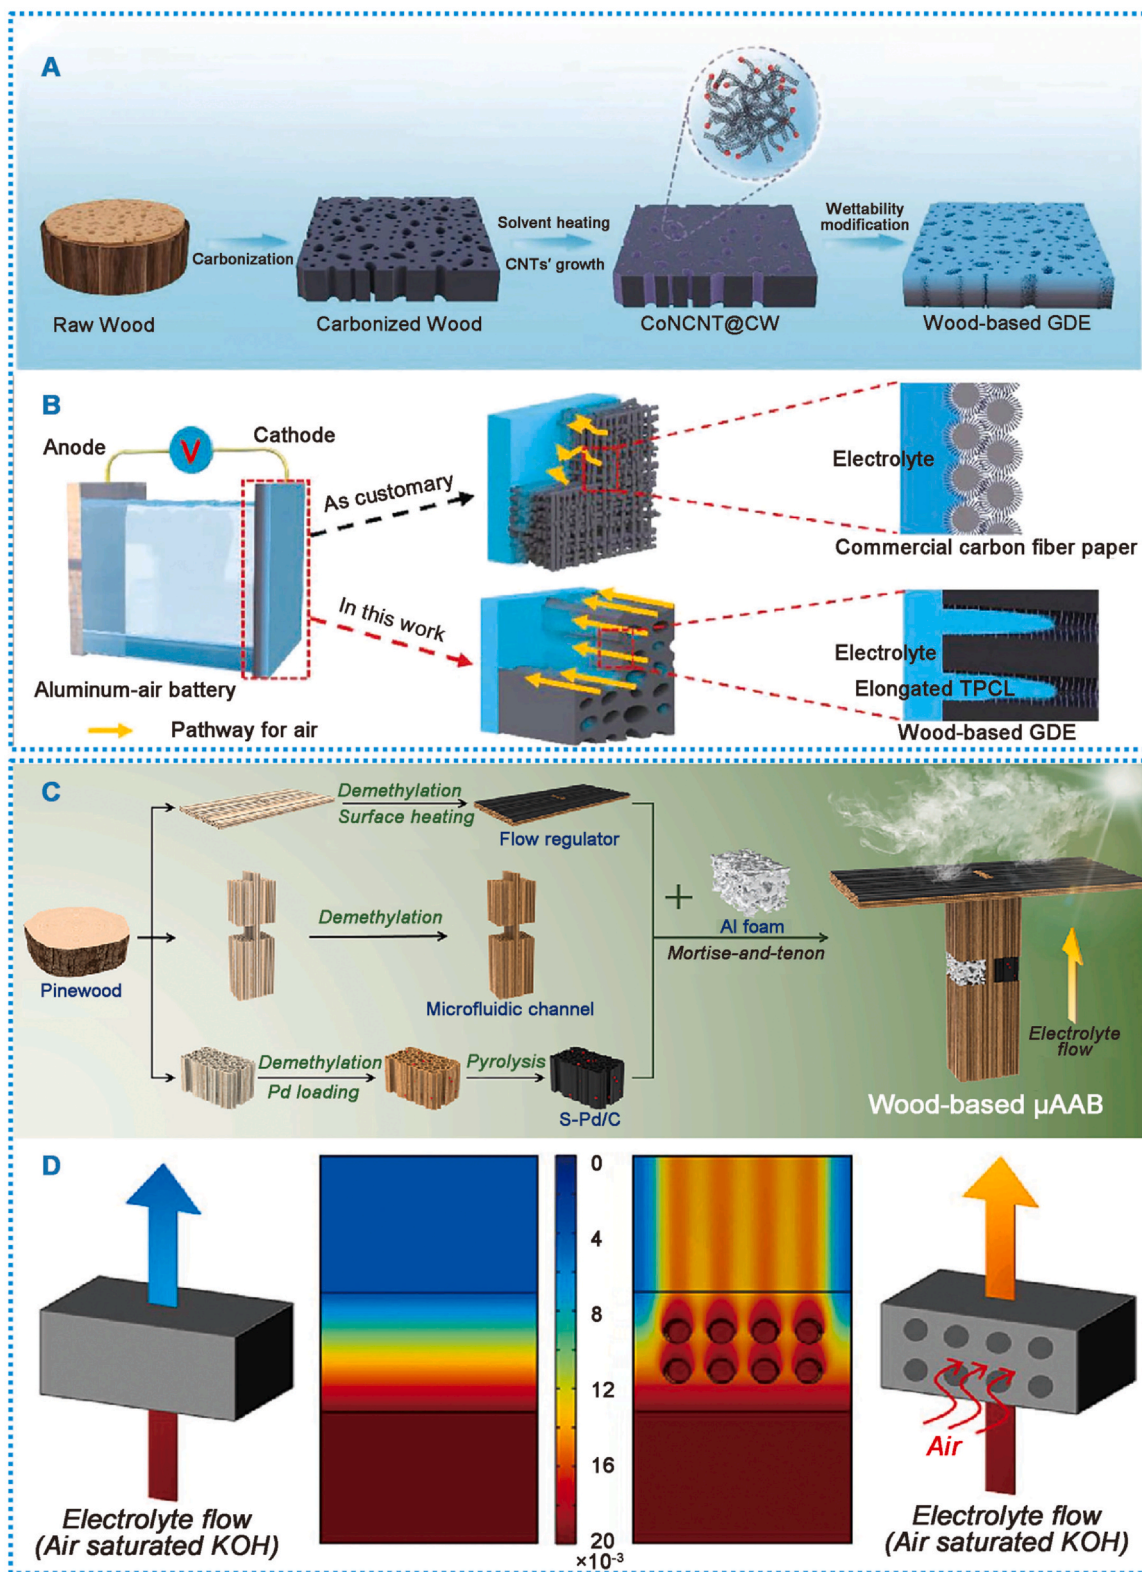 A
Raw Wood
Carbonization
Carbonized Wood
Solvent heating
CNTs' growth
CoNCNT@CW
Wettability
modification
Wood-based GDE
B
Anode
V
Cathode
Aluminum-air battery
Pathway for air
As customary
In this work
Electrolyte
Commercial carbon fiber paper
Electrolyte
Elongated TPCL
Wood-based GDE
C
Pinewood
Demethylation
Surface heating
Flow regulator
Demethylation
Microfluidic channel
Demethylation
Pd loading
Pyrolysis
S-Pd/C
+
Al foam
Mortise-and-tenon
Electrolyte
flow
Wood-based μAAB
D
Electrolyte flow
(Air saturated KOH)
0
4
8
12
16
20
×10⁻³
Air
Electrolyte flow
(Air saturated KOH)